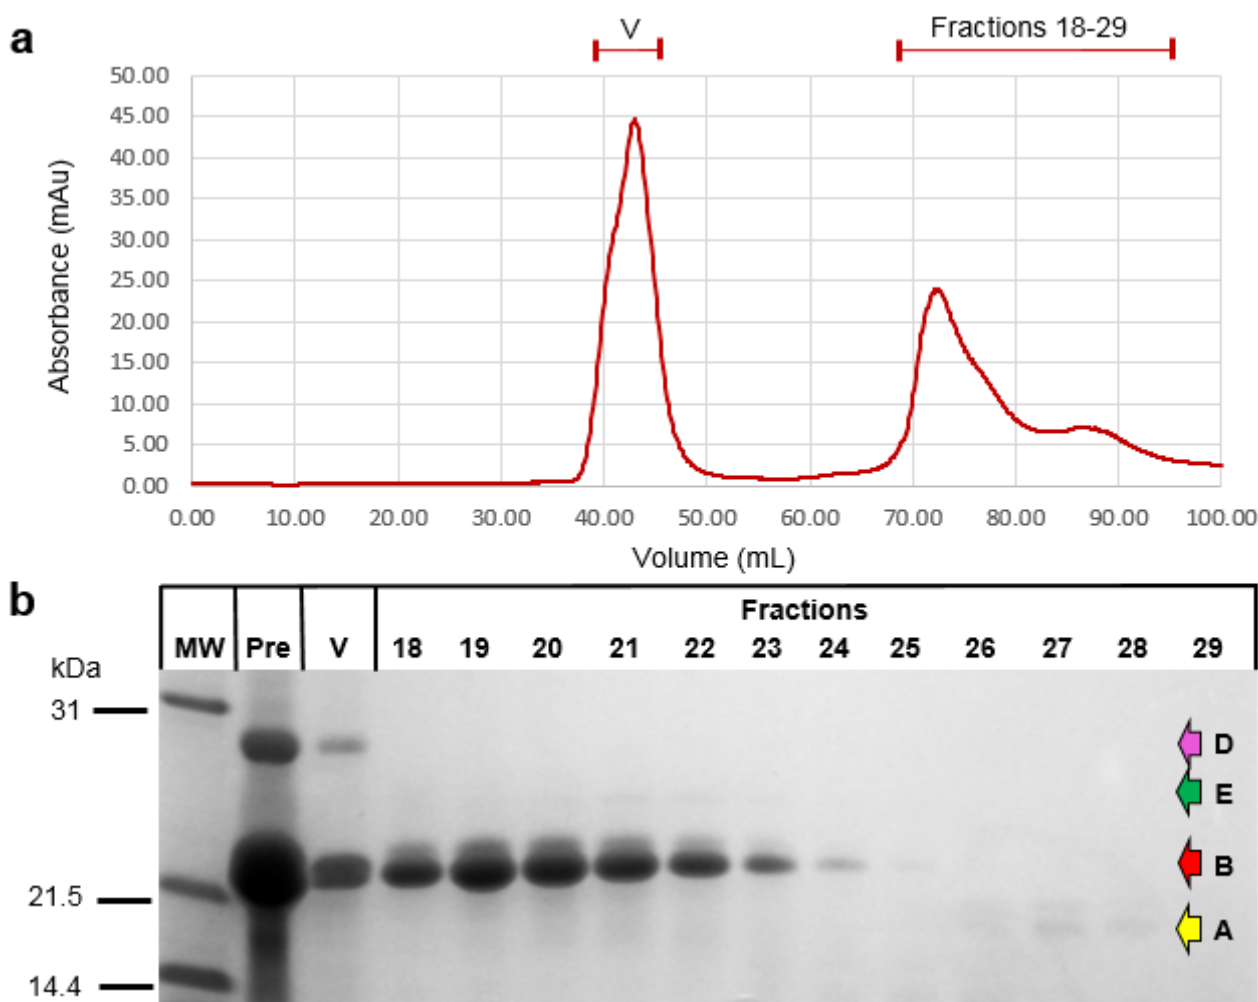 a
V
Fractions 18-29
50.00
45.00
40.00
35.00
30.00
25.00
20.00
15.00
10.00
5.00
0.00
Absorbance (mAu)
0.00 10.00 20.00 30.00 40.00 50.00 60.00 70.00 80.00 90.00 100.00
Volume (mL)
b
Fractions
MW Pre V 18 19 20 21 22 23 24 25 26 27 28 29
kDa
31
D
E
B
21.5
A
14.4